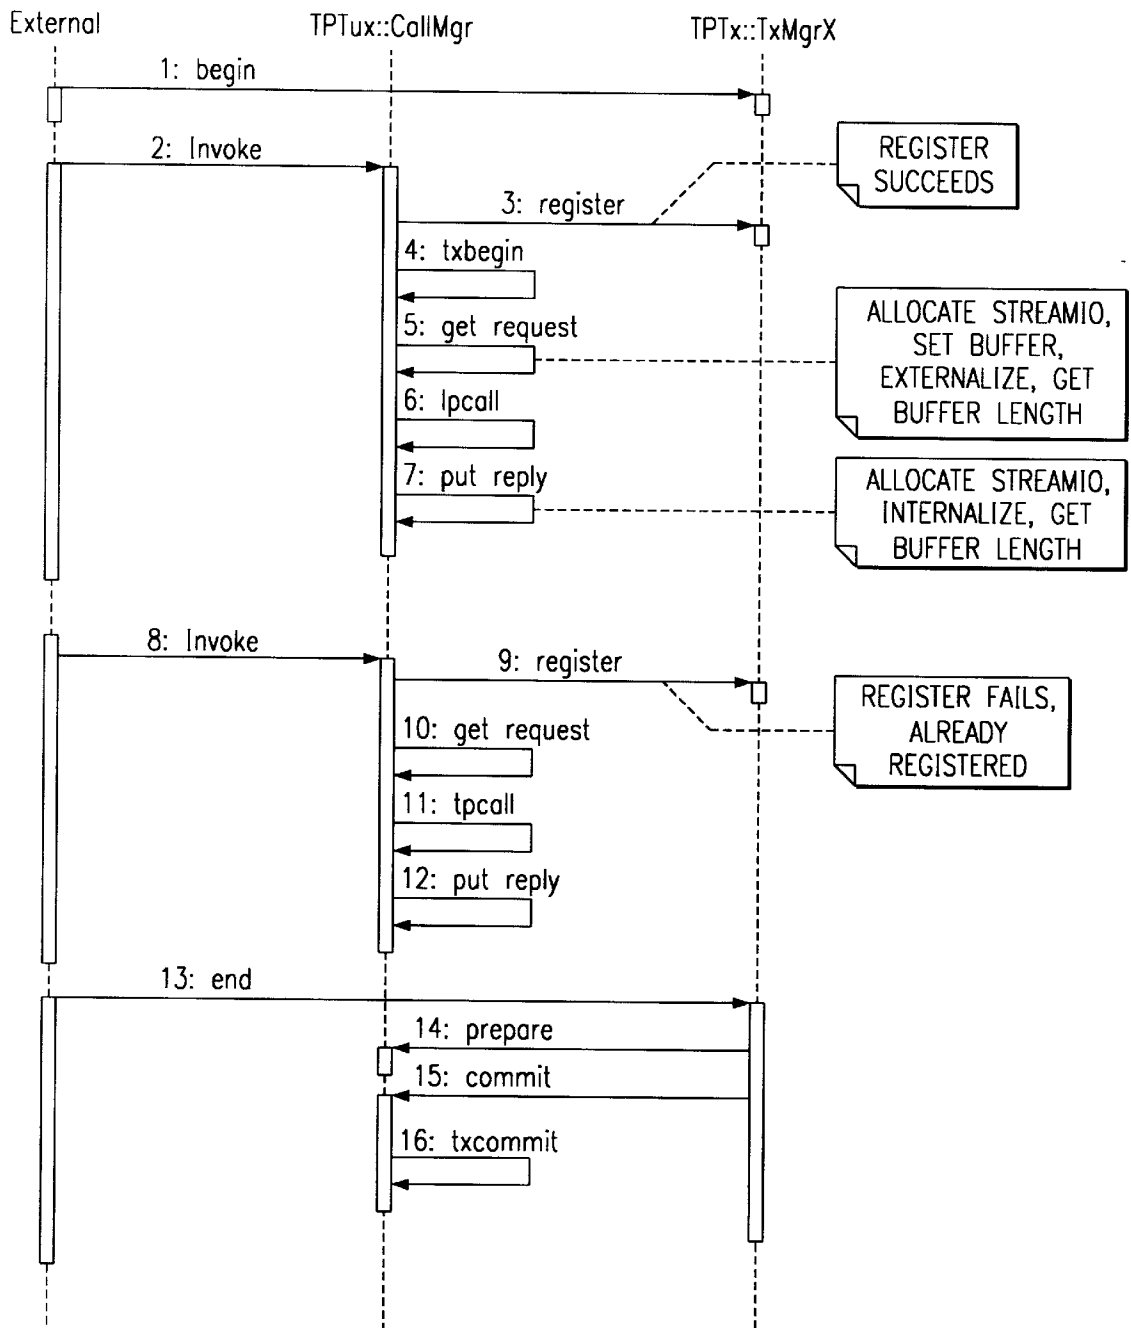 External
TPTux::CallMgr
TPTx::TxMgrX
1: begin
2: Invoke
REGISTER
SUCCEEDS
3: register
4: txbegin
5: get request
ALLOCATE STREAMIO,
SET BUFFER,
EXTERNALIZE, GET
BUFFER LENGTH
6: lpcall
7: put reply
ALLOCATE STREAMIO,
INTERNALIZE, GET
BUFFER LENGTH
8: Invoke
9: register
REGISTER FAILS,
ALREADY
REGISTERED
10: get request
11: tpcall
12: put reply
13: end
14: prepare
15: commit
16: txcommit